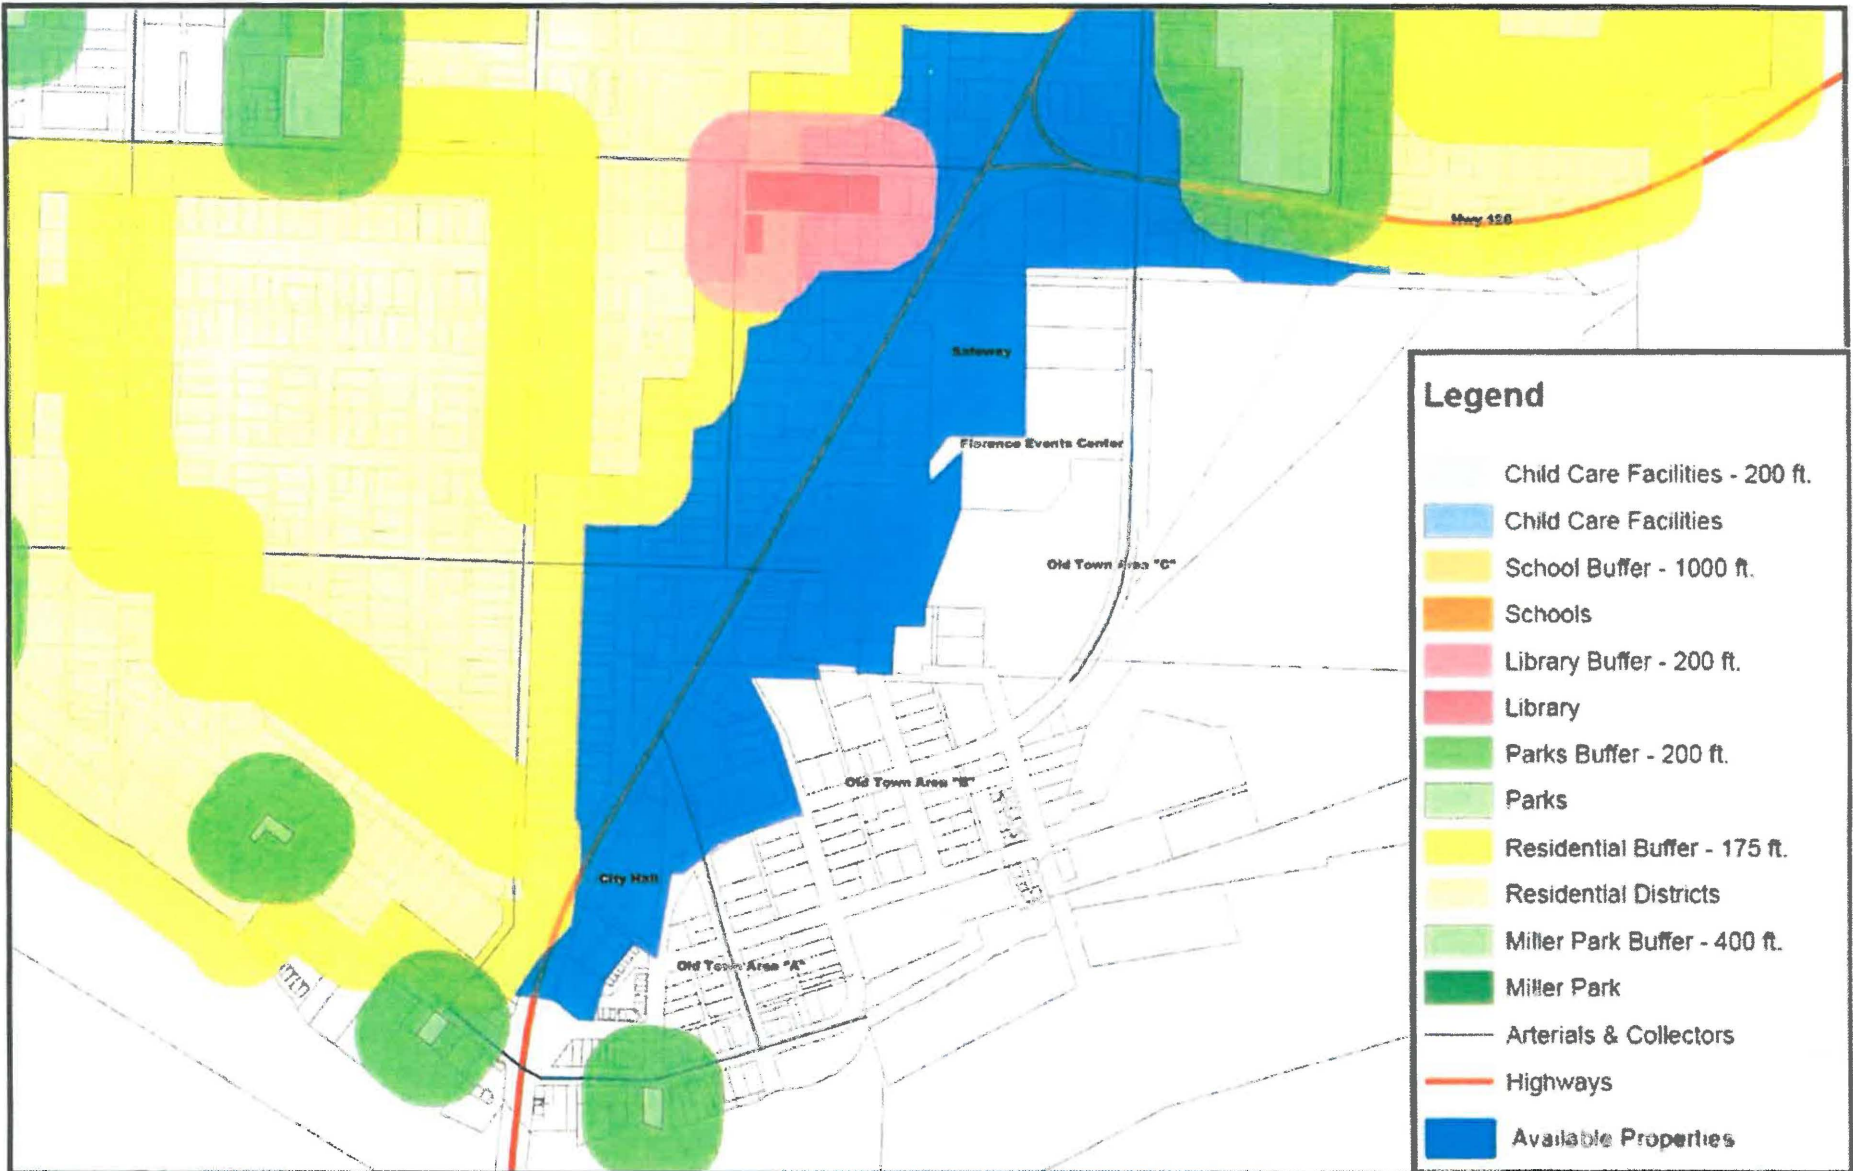 Hwy 126
Safeway
Florence Events Center
Old Town Area "C"
Old Town Area "B"
City Hall
Old Town Area "A"
Legend
Child Care Facilities - 200 ft.
Child Care Facilities
School Buffer - 1000 ft.
Schools
Library Buffer - 200 ft.
Library
Parks Buffer - 200 ft.
Parks
Residential Buffer - 175 ft.
Residential Districts
Miller Park Buffer - 400 ft.
Miller Park
Arterials & Collectors
Highways
Available Properties